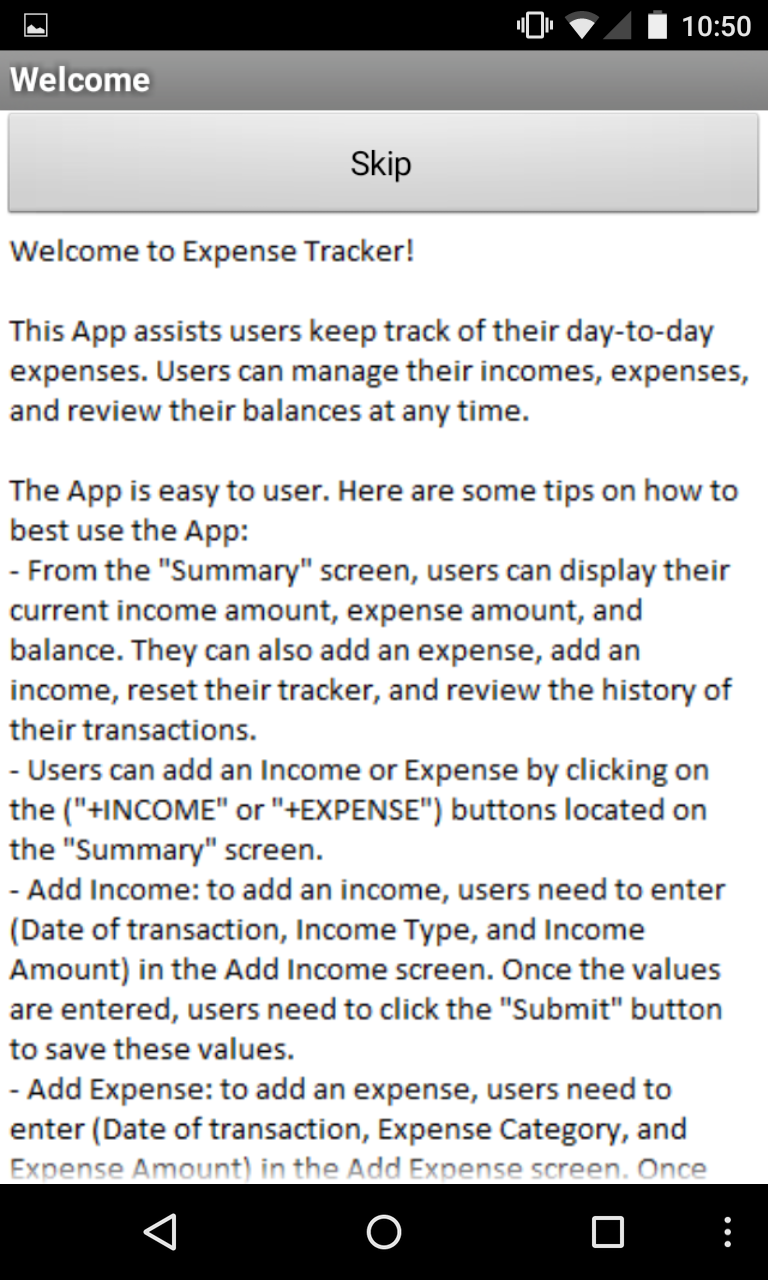 10:50
Welcome
Skip
Welcome to Expense Tracker!
This App assists users keep track of their day-to-day
expenses. Users can manage their incomes, expenses,
and review their balances at any time.
The App is easy to user. Here are some tips on how to
best use the App:
- From the "Summary" screen, users can display their
current income amount, expense amount, and
balance. They can also add an expense, add an
income, reset their tracker, and review the history of
their transactions.
- Users can add an Income or Expense by clicking on
the ("+INCOME" or "+EXPENSE") buttons located on
the "Summary" screen.
- Add Income: to add an income, users need to enter
(Date of transaction, Income Type, and Income
Amount) in the Add Income screen. Once the values
are entered, users need to click the "Submit" button
to save these values.
- Add Expense: to add an expense, users need to
enter (Date of transaction, Expense Category, and
Expense Amount) in the Add Expense screen. Once